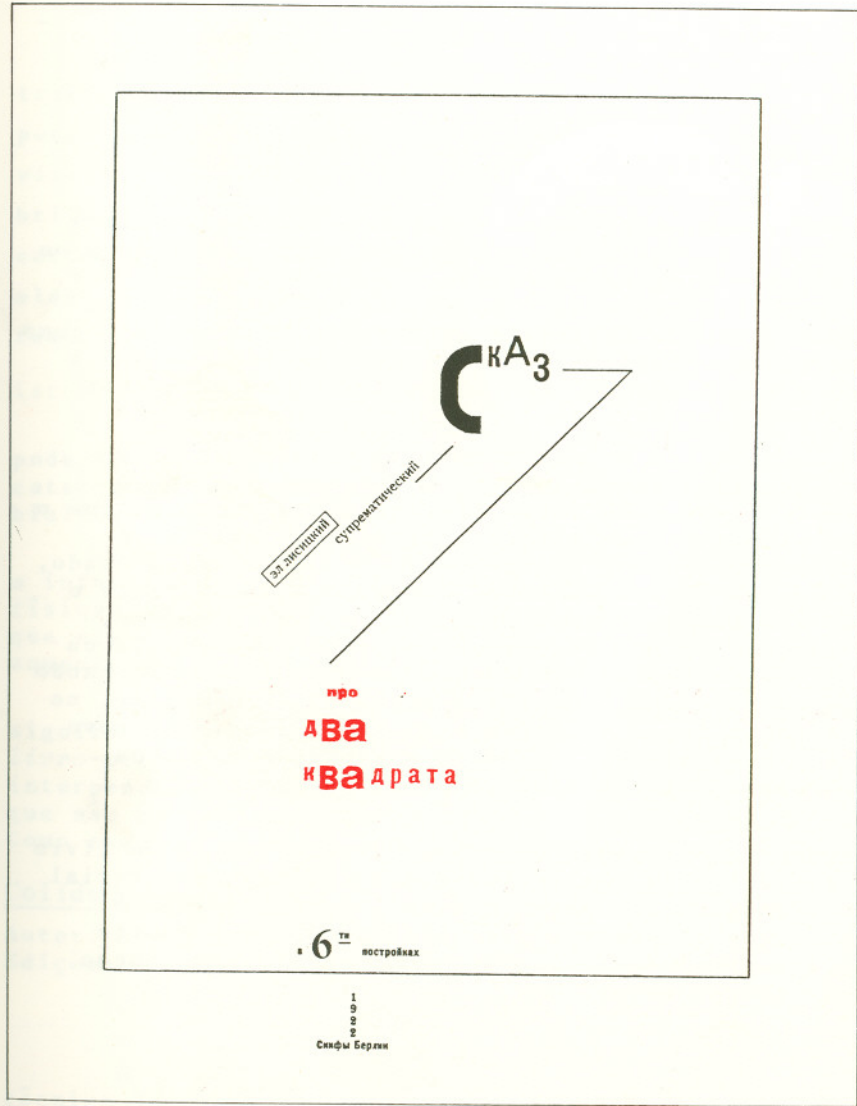 СкАз
супрематический
эл лисицкий
про
два
квадрата
в 6ти постройках
1
9
2
2
Скифы Берлин